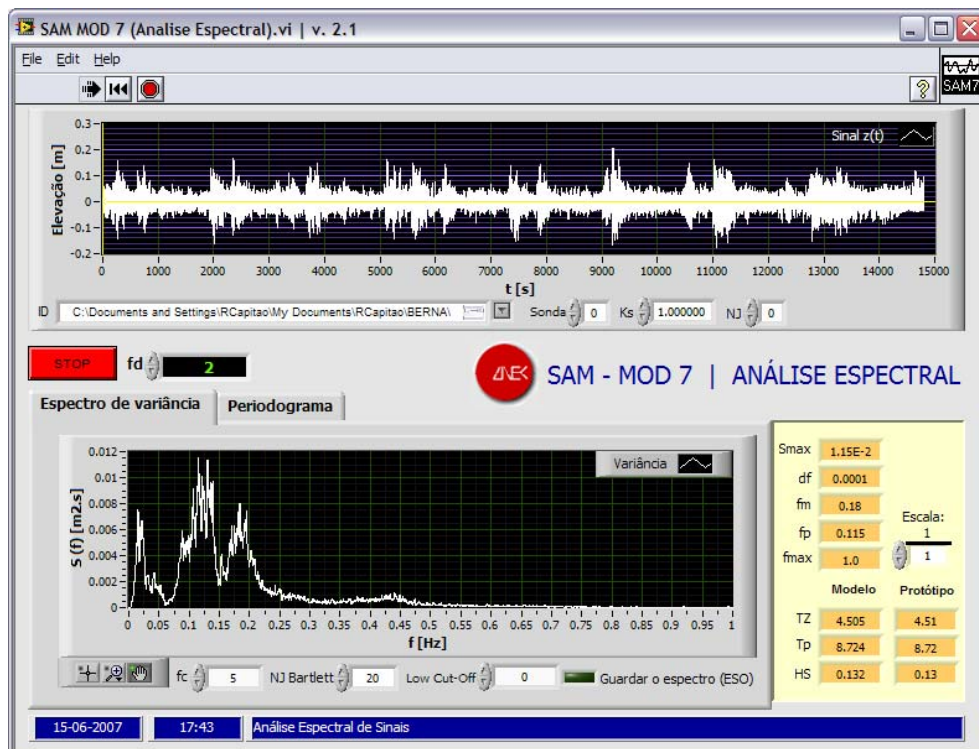 SAM MOD 7 (Analise Espectral).vi | v. 2.1
File Edit Help
SAM7
Sinal z(t)
Elevação [m]
0.3
0.2
0.1
0
-0.1
-0.2
0 1000 2000 3000 4000 5000 6000 7000 8000 9000 10000 11000 12000 13000 14000 15000
t [s]
ID C:\Documents and Settings\RCapitao\My Documents\RCapitao\BERNA\ Sonda 0 Ks 1.000000 NJ 0
STOP fd 2
SAM - MOD 7 | ANÁLISE ESPECTRAL
Espectro de variância Periodograma
Variância
S (f) [m2.s]
0.012
0.01
0.008
0.006
0.004
0.002
0
0 0.05 0.1 0.15 0.2 0.25 0.3 0.35 0.4 0.45 0.5 0.55 0.6 0.65 0.7 0.75 0.8 0.85 0.9 0.95 1
f [Hz]
fc 5 NJ Bartlett 20 Low Cut-Off 0 Guardar o espectro (ESO)
Smax 1.15E-2
df 0.0001
fm 0.18
fp 0.115
fmax 1.0
Escala:
1
1
Modelo Protótipo
TZ 4.505 4.51
Tp 8.724 8.72
HS 0.132 0.13
15-06-2007 17:43 Análise Espectral de Sinais